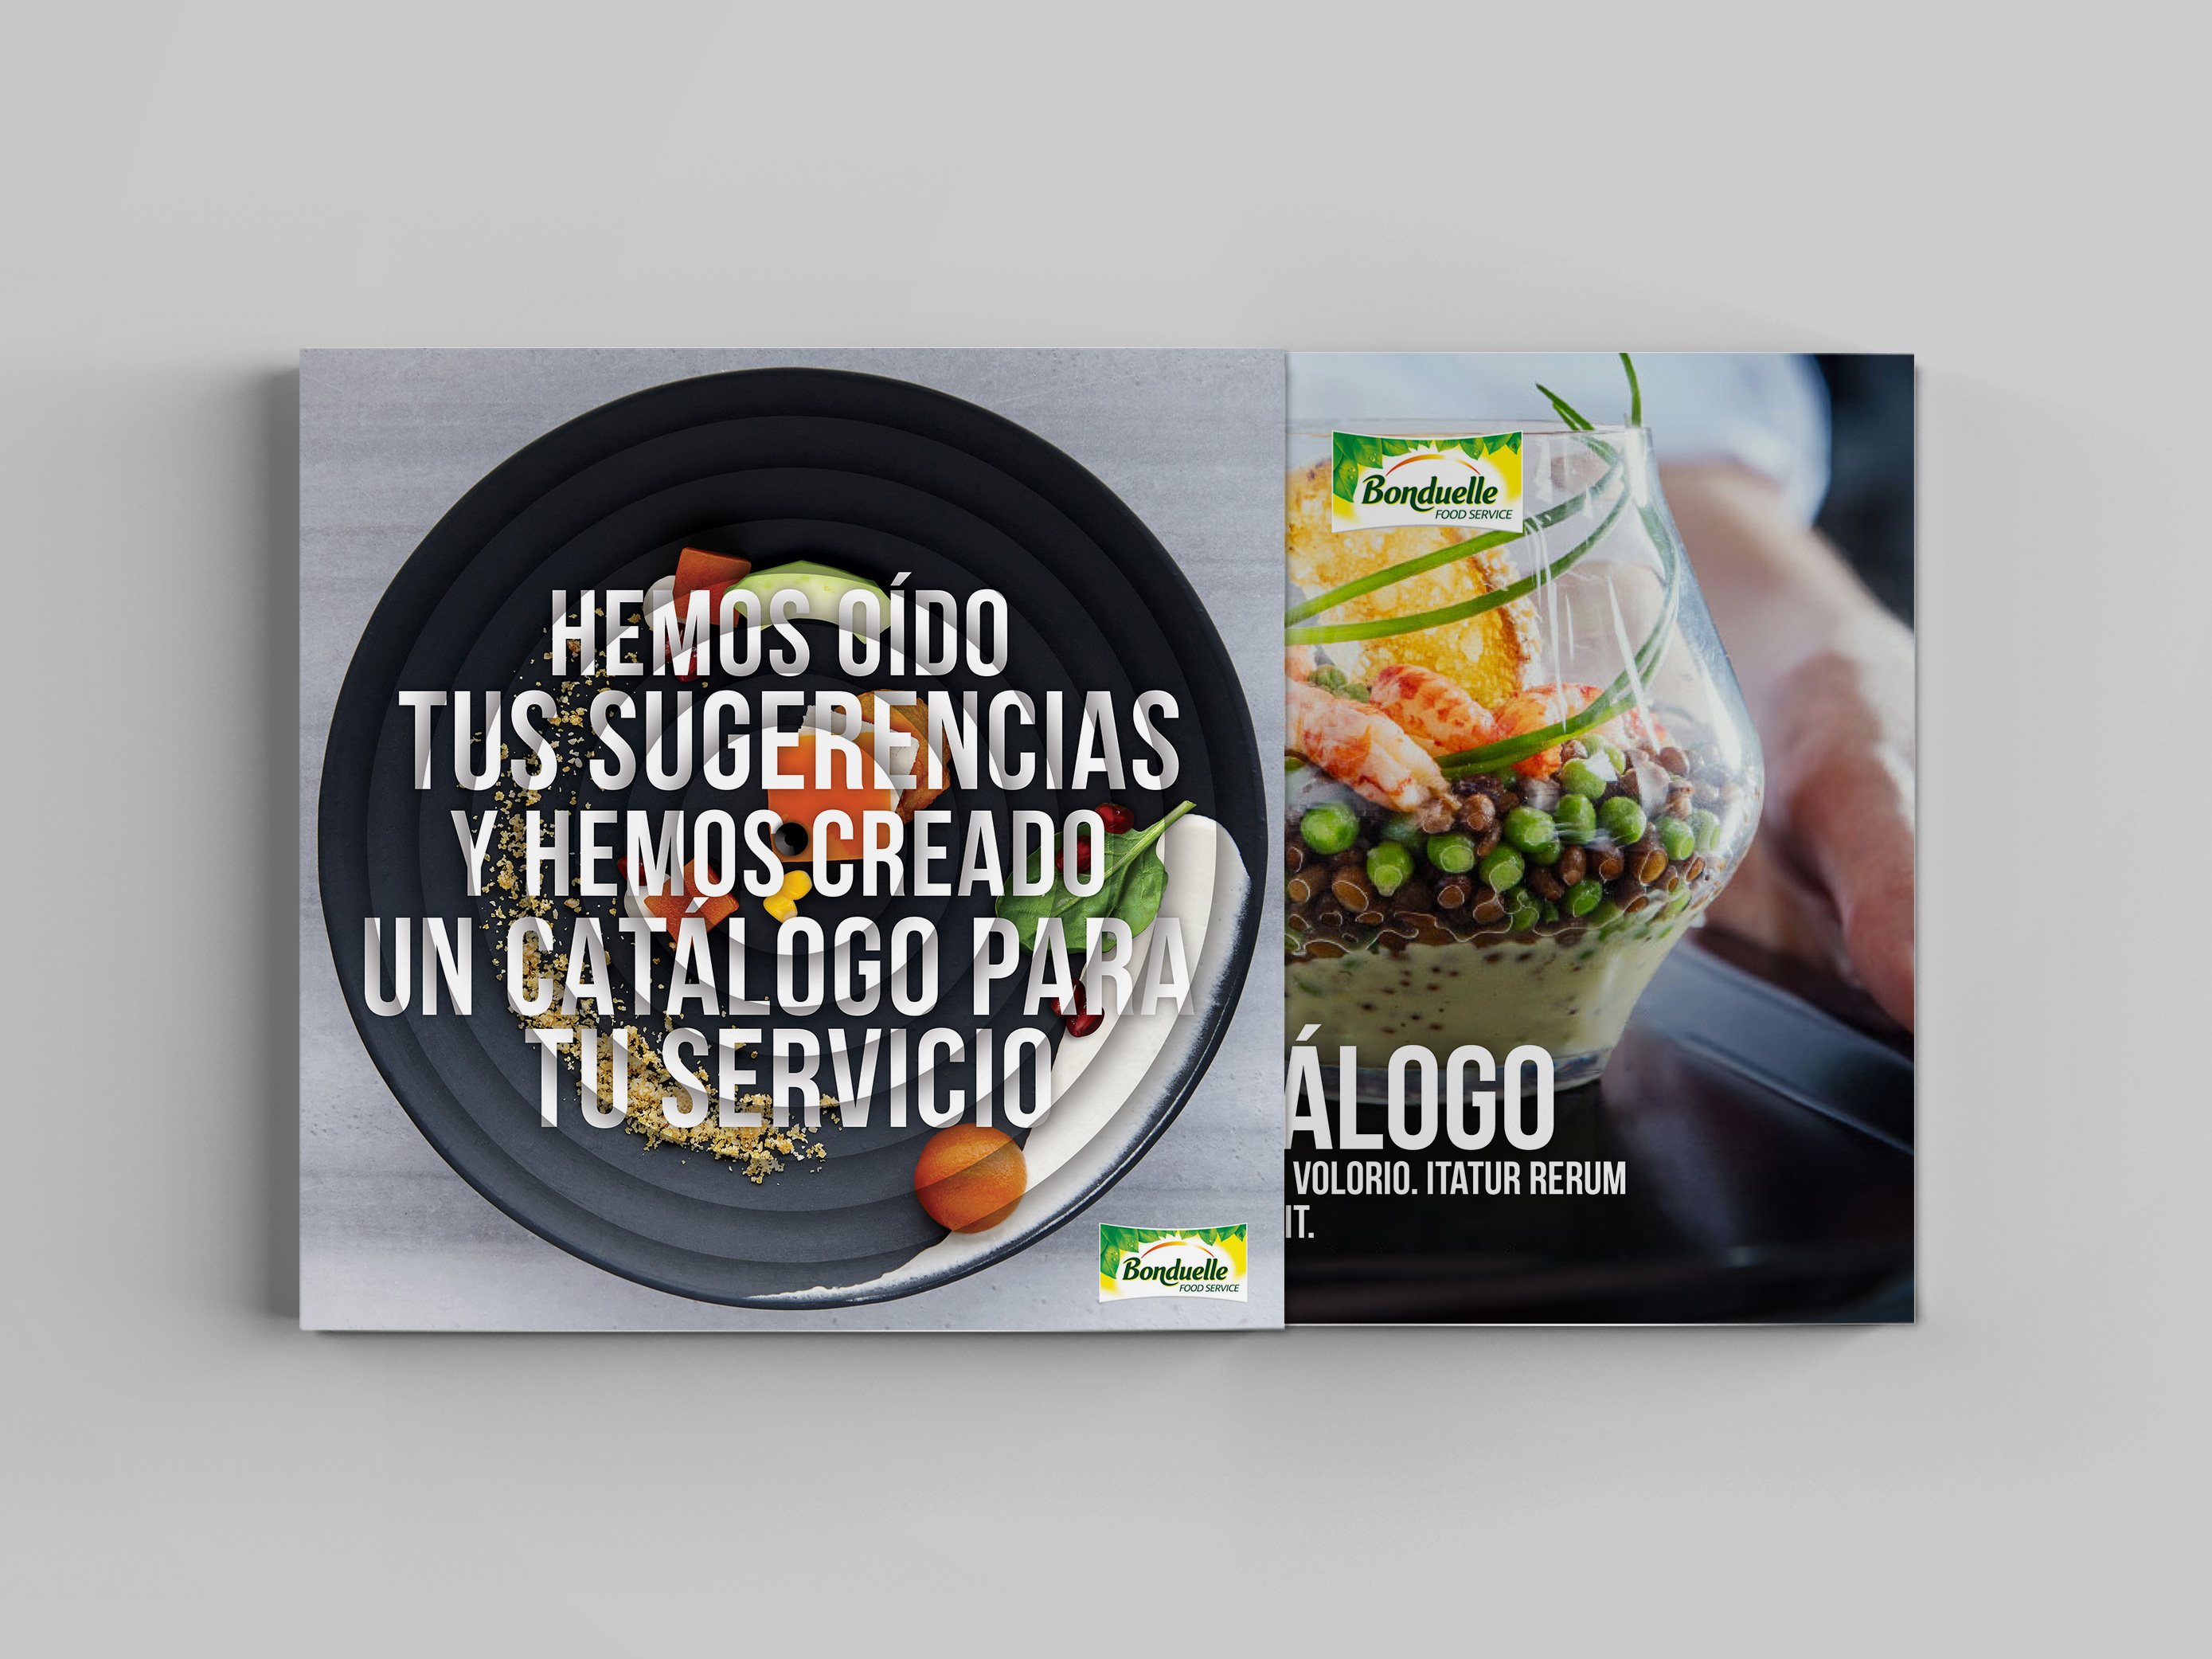 HEMOS OÍDO
TUS SUGERENCIAS
Y HEMOS CREADO
UN CATÁLOGO PARA
TU SERVICIO
Bonduelle
FOOD SERVICE
Bonduelle
FOOD SERVICE
ÁLOGO
VOLORIO. ITATUR RERUM
IT.